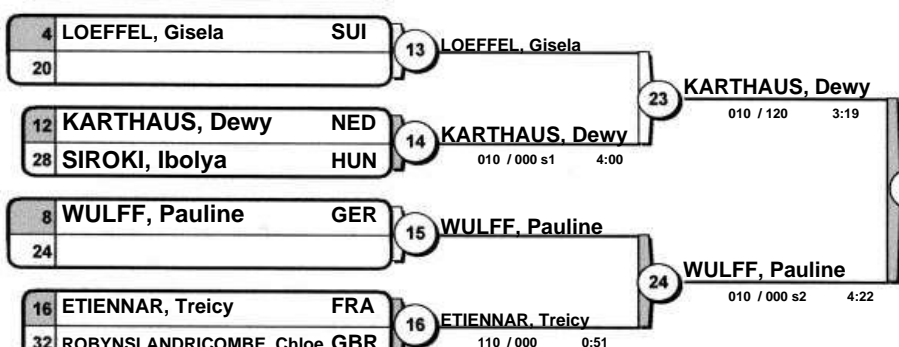 4 LOEFFEL, Gisela SUI
20
13 LOEFFEL, Gisela
12 KARTHAUS, Dewy NED
28 SIROKI, Ibolya HUN
14 KARTHAUS, Dewy
010 / 000 s1 4:00
23 KARTHAUS, Dewy
010 / 120 3:19
8 WULFF, Pauline GER
24
15 WULFF, Pauline
16 ETIENNAR, Treicy FRA
32 ROBYNSLANDRICOMBE, Chloe GBR
16 ETIENNAR, Treicy
110 / 000 0:51
24 WULFF, Pauline
010 / 000 s2 4:22